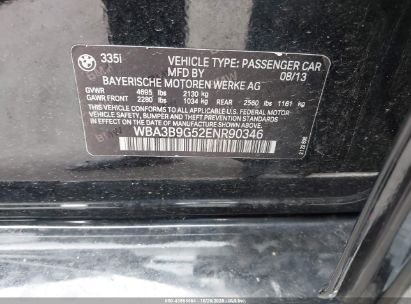 335i VEHICLE TYPE: PASSENGER CAR
MFD IN GERMANY BY 08/13
BAYERISCHE MOTOREN WERKE AG
GVWR 4695 lbs 2130 kg
GAWR FRONT 2280 lbs 1034 kg REAR 2560 lbs 1161 kg
THIS VEHICLE CONFORMS TO ALL APPLICABLE U.S. FEDERAL MOTOR VEHICLE
SAFETY, BUMPER AND THEFT PREVENTION STANDARDS IN EFFECT ON THE DATE
OF MANUFACTURE SHOWN ABOVE.
WBA3B9G52ENR90346